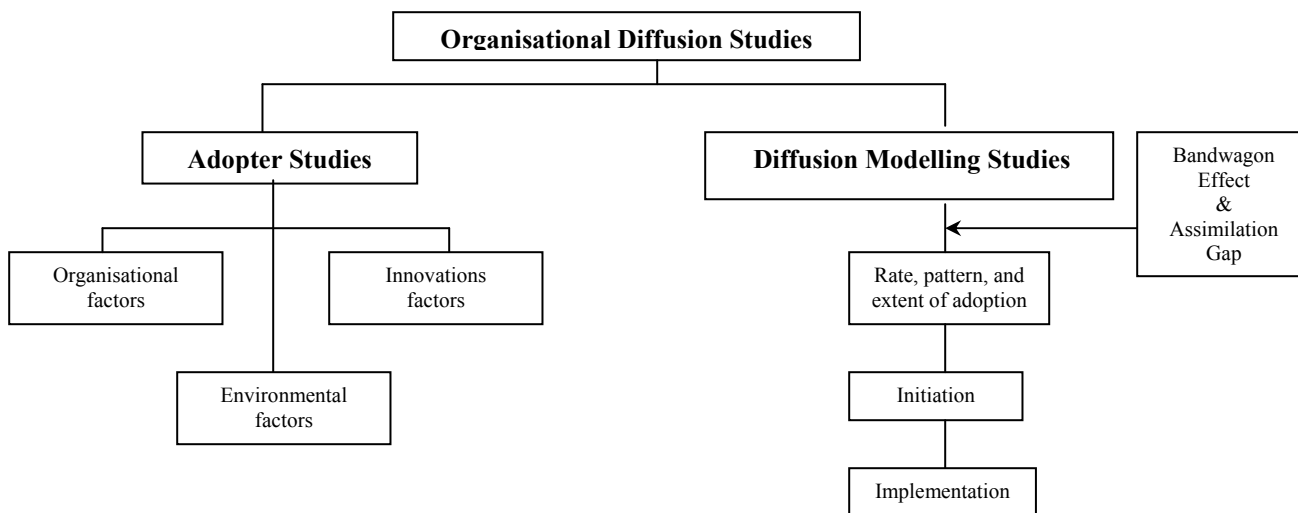 Organisational Diffusion Studies
Adopter Studies
Diffusion Modelling Studies
Bandwagon
Effect
&
Assimilation
Gap
Organisational
factors
Innovations
factors
Rate, pattern, and
extent of adoption
Environmental
factors
Initiation
Implementation